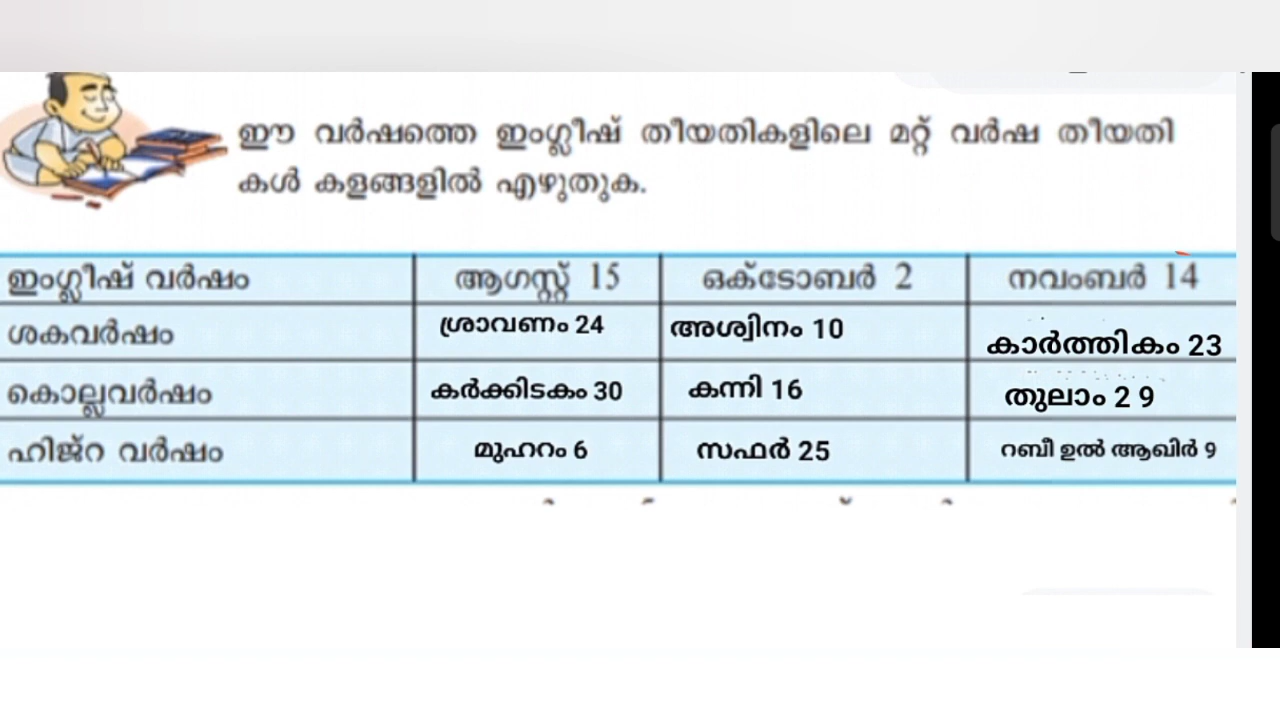 ഈ വർഷത്തെ ഇംഗ്ലീഷ് തീയതികളിലെ മറ്റ് വർഷ തീയതി
കൾ കളങ്ങളിൽ എഴുതുക.
ഇംഗ്ലീഷ് വർഷം ആഗസ്റ്റ് 15 ഒക്ടോബർ 2 നവംബർ 14
ശകവർഷം ശ്രാവണം 24 അശ്വിനം 10 കാർത്തികം 23
കൊല്ലവർഷം കർക്കിടകം 30 കന്നി 16 തുലാം 2 9
ഹിജ്റ വർഷം മുഹറം 6 സഫർ 25 റബീ ഉൽ ആഖിർ 9